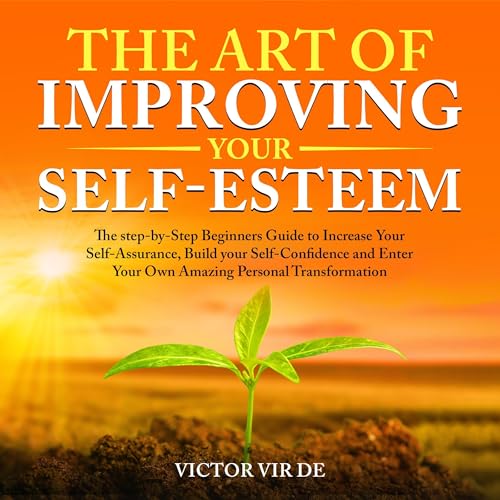 THE ART OF
IMPROVING
YOUR
SELF-ESTEEM
The step-by-Step Beginners Guide to Increase Your
Self-Assurance, Build your Self-Confidence and Enter
Your Own Amazing Personal Transformation
VICTOR VIR DE